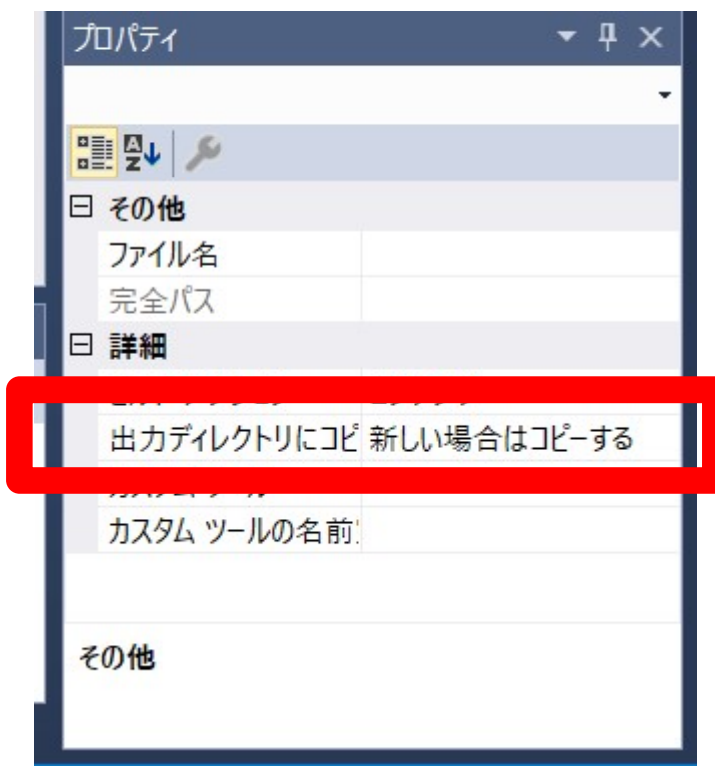 プロパティ
その他
ファイル名
完全パス
詳細
出力ディレクトリにコピ 新しい場合はコピーする
カスタム ツールの名前
その他